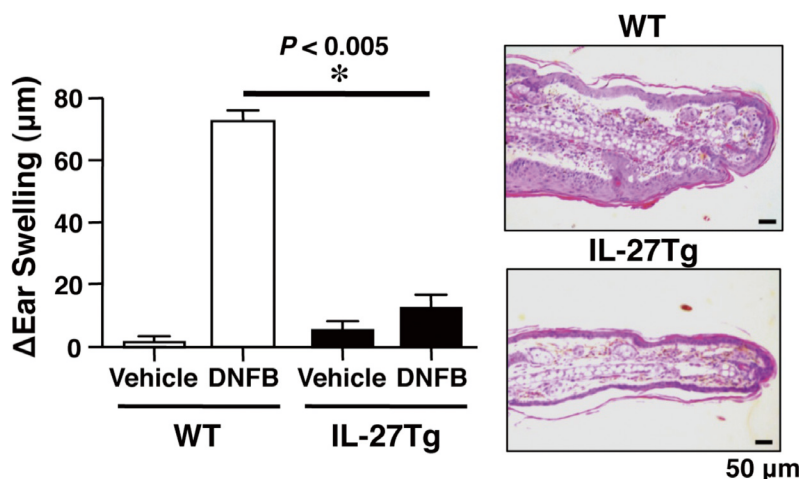 P < 0.005
*
ΔEar Swelling (µm)
80
60
40
20
0
Vehicle DNFB Vehicle DNFB
WT IL-27Tg
WT
IL-27Tg
50 µm